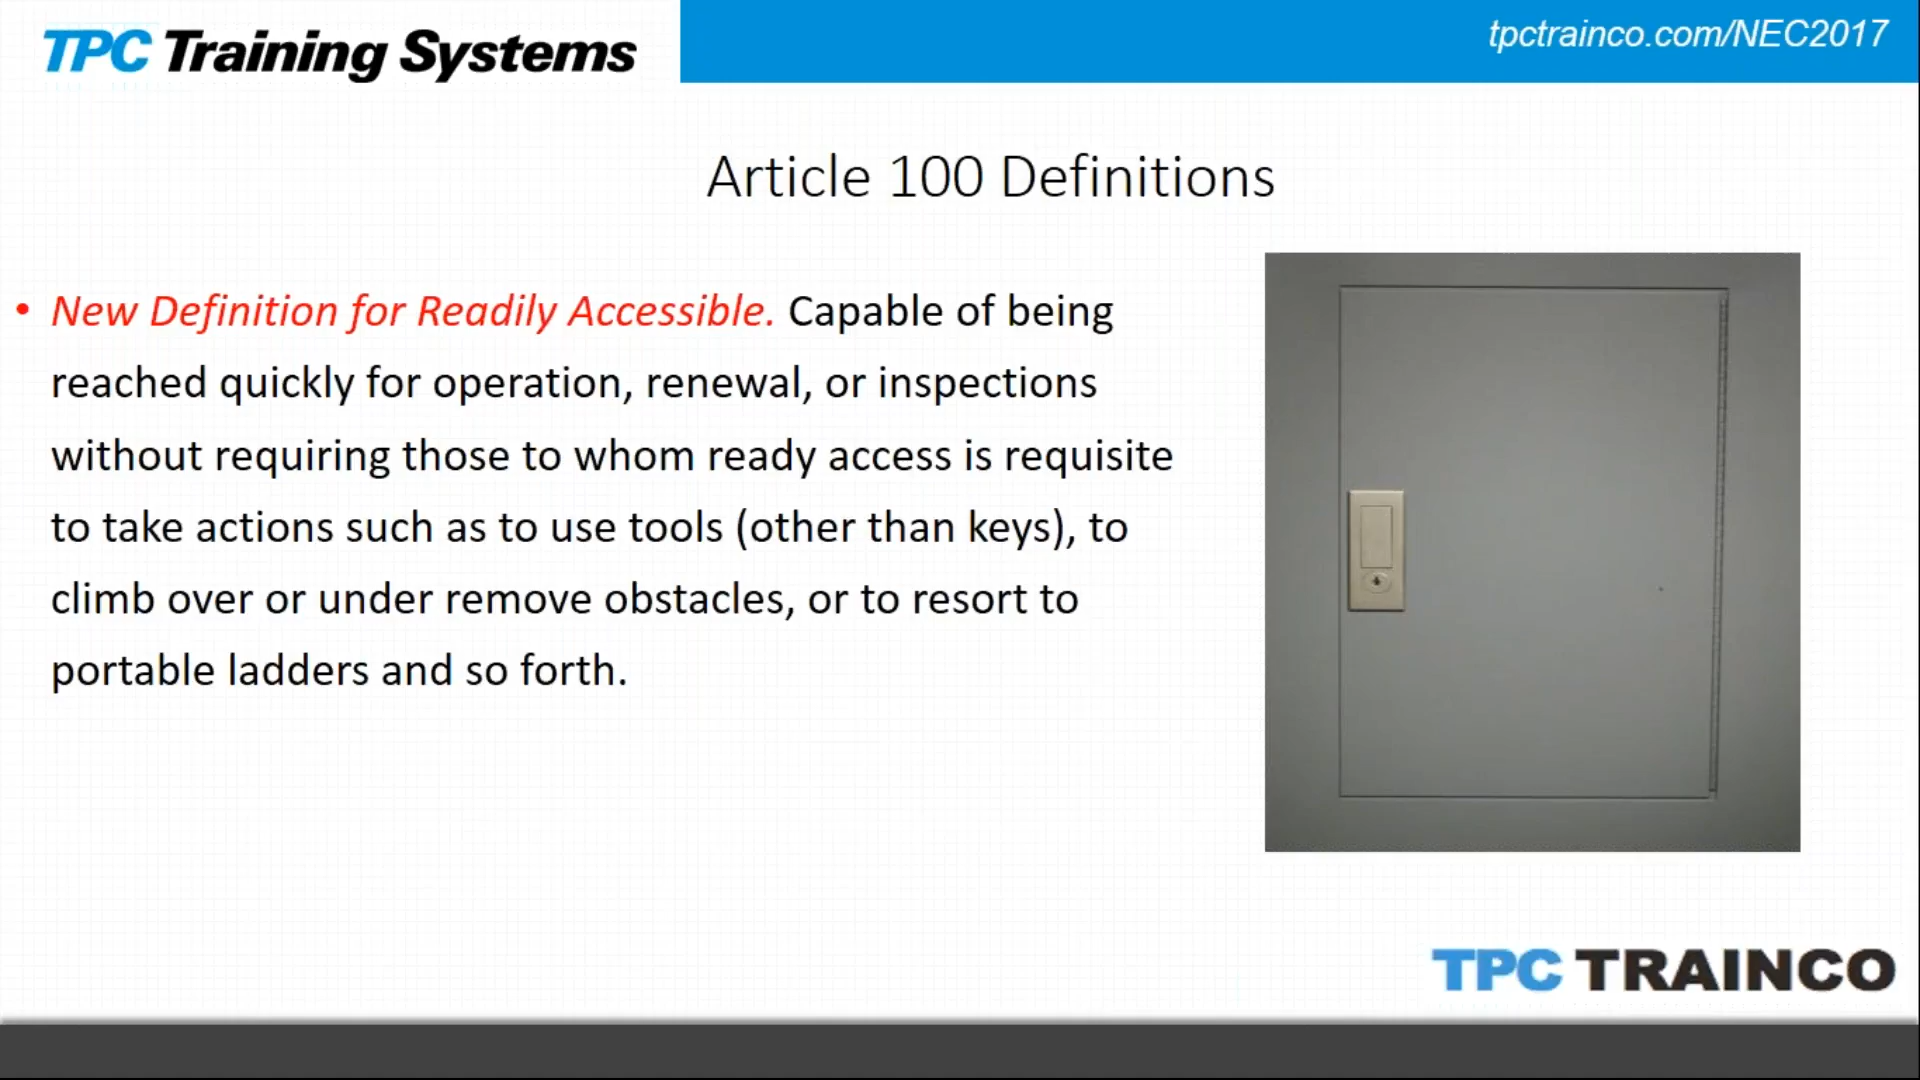 TPC Training Systems
tpctrainco.com/NEC2017
Article 100 Definitions
• New Definition for Readily Accessible. Capable of being
reached quickly for operation, renewal, or inspections
without requiring those to whom ready access is requisite
to take actions such as to use tools (other than keys), to
climb over or under remove obstacles, or to resort to
portable ladders and so forth.
TPC TRAINCO